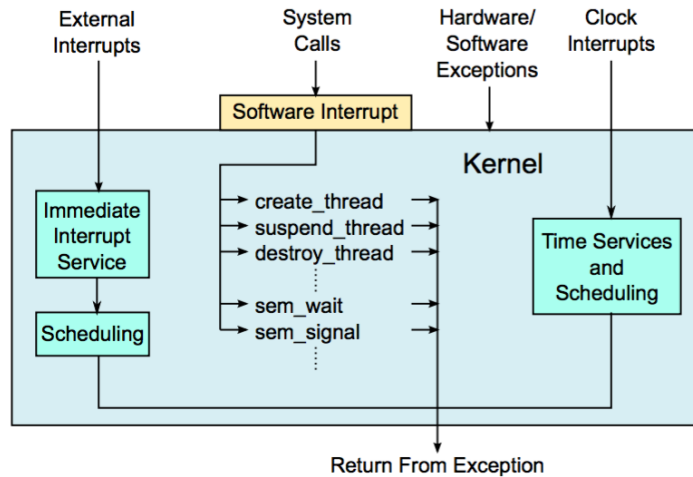 External
Interrupts
System
Calls
Hardware/
Software
Exceptions
Clock
Interrupts
Software Interrupt
Kernel
Immediate
Interrupt
Service
Scheduling
create_thread
suspend_thread
destroy_thread
sem_wait
sem_signal
Time Services
and
Scheduling
Return From Exception